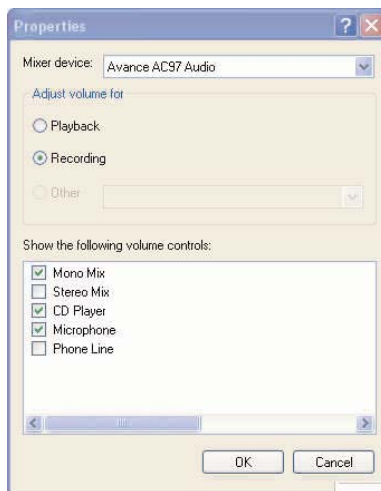 Properties
Mixer device: Avance AC97 Audio
Adjust volume for
Playback
Recording
Other
Show the following volume controls:
Mono Mix
Stereo Mix
CD Player
Microphone
Phone Line
OK Cancel